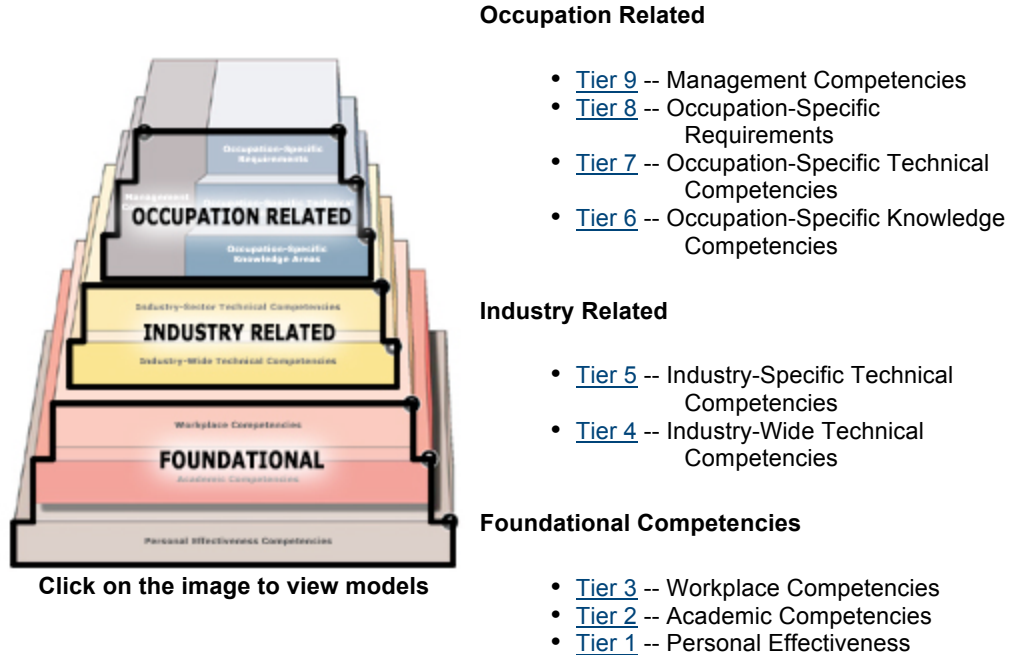 Occupation-Specific
Requirements
Management
OCCUPATION RELATED
Occupation-Specific
Knowledge Areas
Industry-Sector Technical Competencies
INDUSTRY RELATED
Industry-Wide Technical Competencies
Workplace Competencies
FOUNDATIONAL
Academic Competencies
Personal Effectiveness Competencies
Click on the image to view models
Occupation Related
• Tier 9 -- Management Competencies
• Tier 8 -- Occupation-Specific
Requirements
• Tier 7 -- Occupation-Specific Technical
Competencies
• Tier 6 -- Occupation-Specific Knowledge
Competencies
Industry Related
• Tier 5 -- Industry-Specific Technical
Competencies
• Tier 4 -- Industry-Wide Technical
Competencies
Foundational Competencies
• Tier 3 -- Workplace Competencies
• Tier 2 -- Academic Competencies
• Tier 1 -- Personal Effectiveness